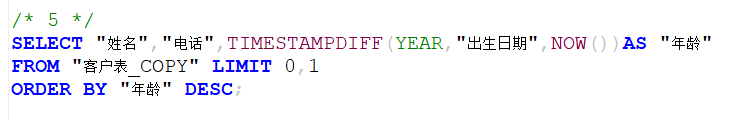 /* 5 */
SELECT "姓名","电话",TIMESTAMPDIFF(YEAR,"出生日期",NOW())AS "年龄"
FROM "客户表_COPY" LIMIT 0,1
ORDER BY "年龄" DESC;